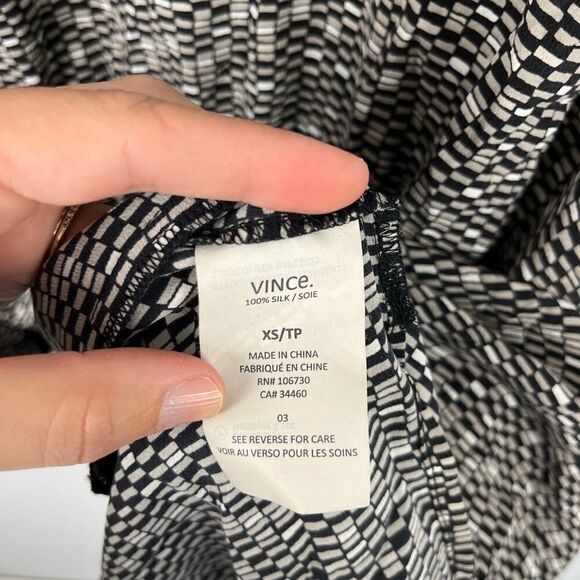 VINCE.
100% SILK / SOIE
XS/TP
MADE IN CHINA
FABRIQUÉ EN CHINE
RN# 106730
CA# 34460
03
SEE REVERSE FOR CARE
VOIR AU VERSO POUR LES SOINS